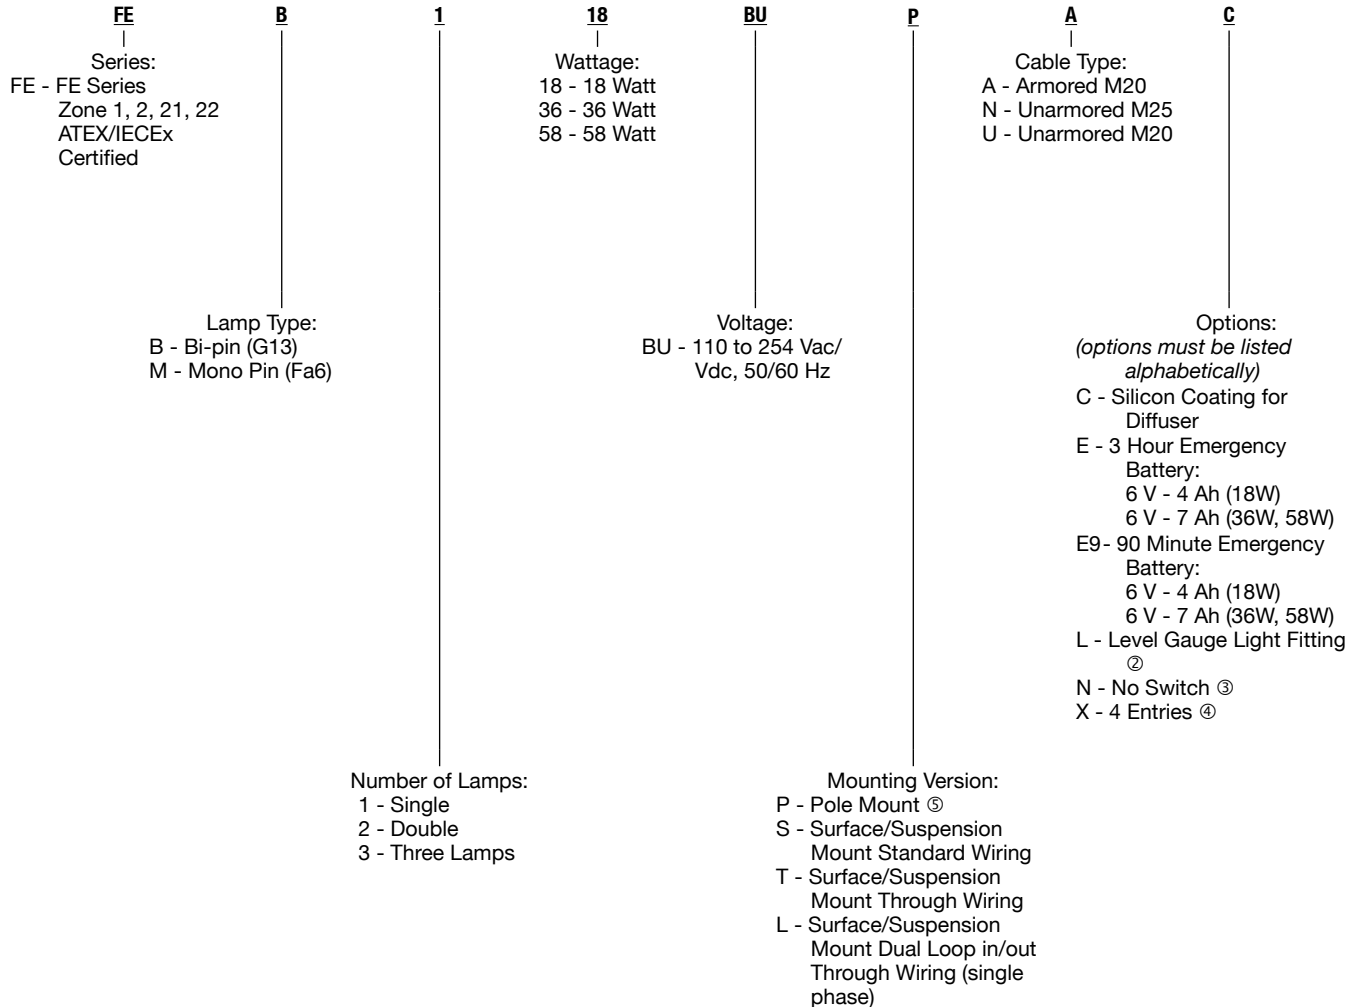 FE B 1 18 BU P A C
Series:
FE - FE Series
Zone 1, 2, 21, 22
ATEX/IECEx
Certified
Wattage:
18 - 18 Watt
36 - 36 Watt
58 - 58 Watt
Cable Type:
A - Armored M20
N - Unarmored M25
U - Unarmored M20
Lamp Type:
B - Bi-pin (G13)
M - Mono Pin (Fa6)
Voltage:
BU - 110 to 254 Vac/
Vdc, 50/60 Hz
Options:
(options must be listed
alphabetically)
C - Silicon Coating for
Diffuser
E - 3 Hour Emergency
Battery:
6 V - 4 Ah (18W)
6 V - 7 Ah (36W, 58W)
E9- 90 Minute Emergency
Battery:
6 V - 4 Ah (18W)
6 V - 7 Ah (36W, 58W)
L - Level Gauge Light Fitting
②
N - No Switch ③
X - 4 Entries ④
Number of Lamps:
1 - Single
2 - Double
3 - Three Lamps
Mounting Version:
P - Pole Mount ⑤
S - Surface/Suspension
Mount Standard Wiring
T - Surface/Suspension
Mount Through Wiring
L - Surface/Suspension
Mount Dual Loop in/out
Through Wiring (single
phase)